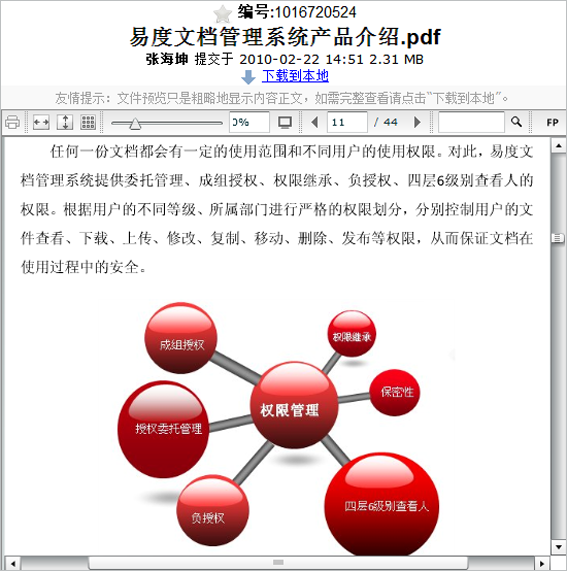 编号:1016720524
易度文档管理系统产品介绍.pdf
张海坤 提交于 2010-02-22 14:51 2.31 MB
下载到本地
友情提示：文件预览只是粗略地显示内容正文，如需完整查看请点击“下载到本地”。
0% 11 / 44 FP
任何一份文档都会有一定的使用范围和不同用户的使用权限。对此，易度文
档管理系统提供委托管理、成组授权、权限继承、负授权、四层6级别查看人的
权限。根据用户的不同等级、所属部门进行严格的权限划分，分别控制用户的文
件查看、下载、上传、修改、复制、移动、删除、发布等权限，从而保证文档在
使用过程中的安全。
成组授权
权限继承
保密性
权限管理
授权委托管理
负授权
四层6级别查看人